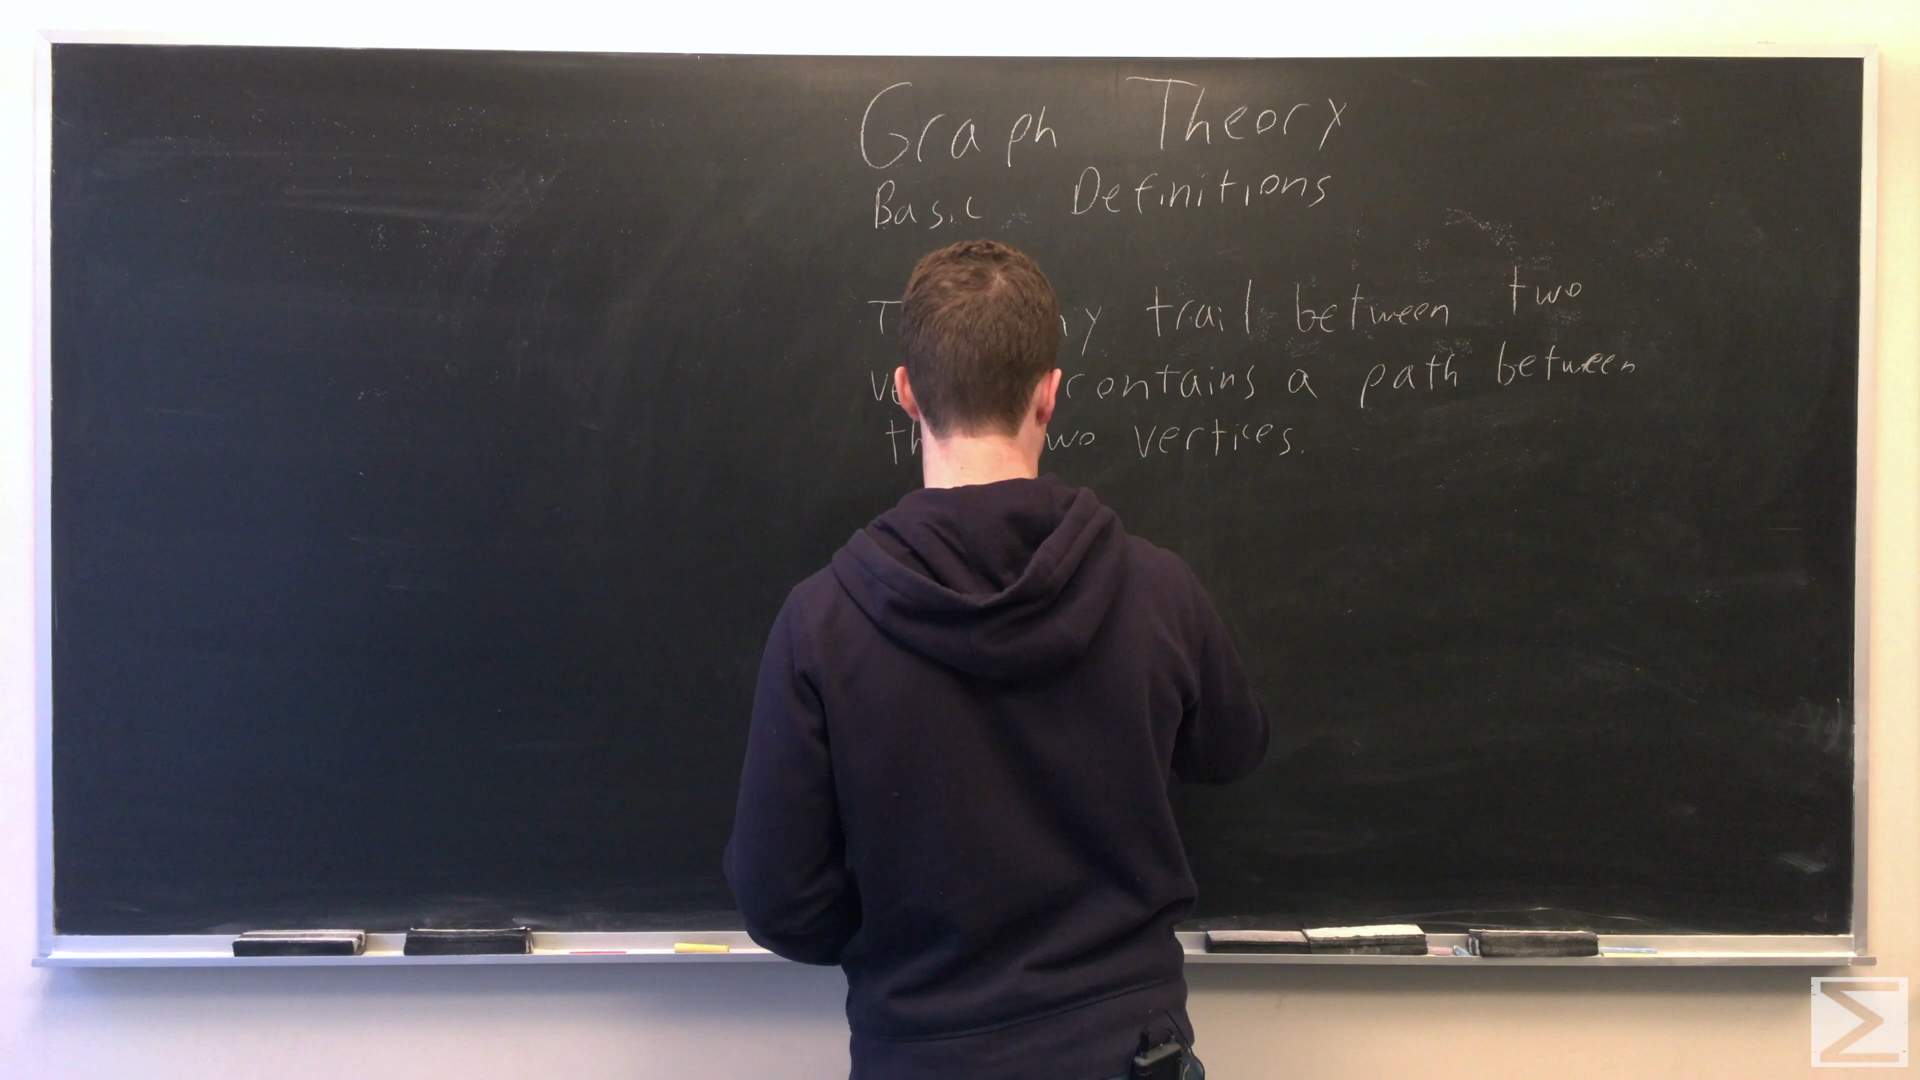 Graph Theory
Basic Definitions
trail between two
contains a path between
vertices.